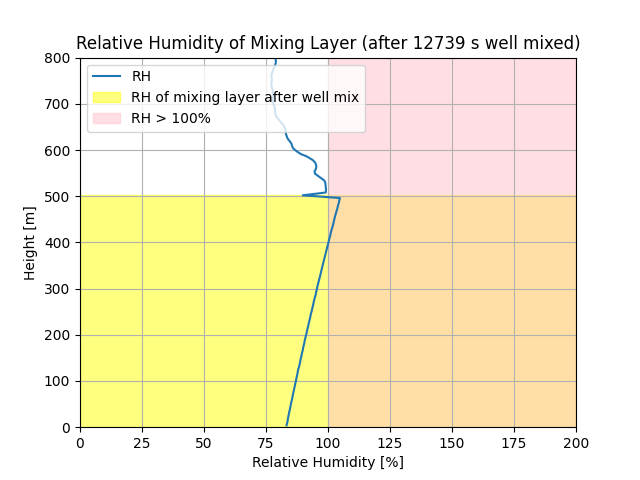 Relative Humidity of Mixing Layer (after 12739 s well mixed)
800
700
600
500
400
300
200
100
0
Height [m]
RH
RH of mixing layer after well mix
RH > 100%
0 25 50 75 100 125 150 175 200
Relative Humidity [%]